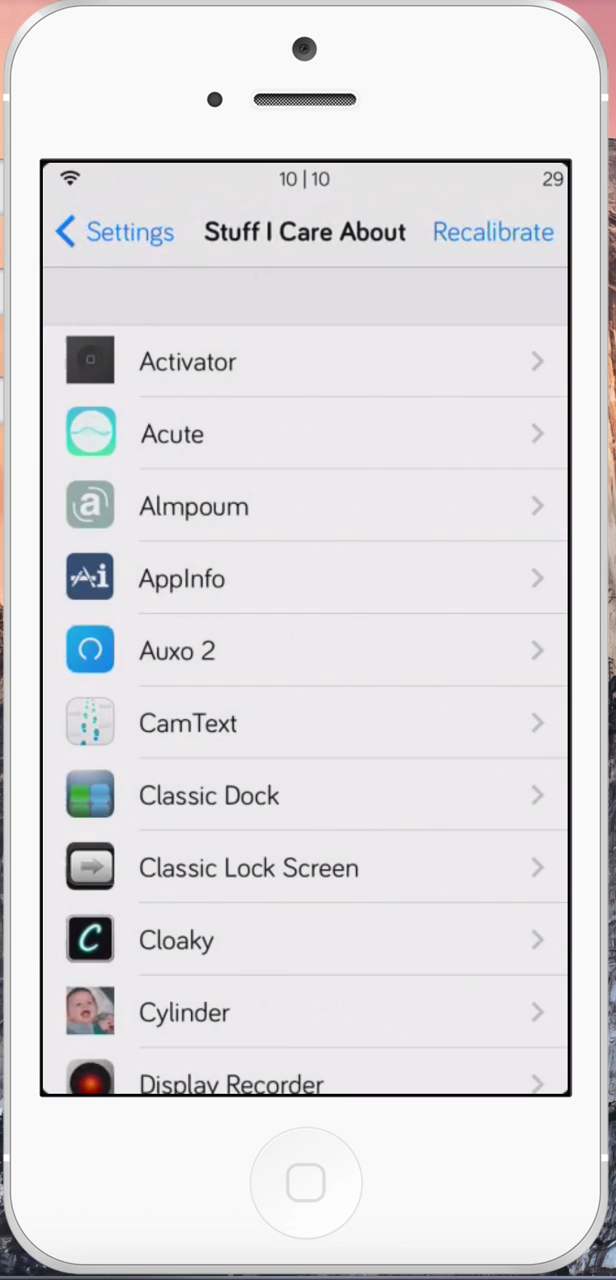 10|10 29
Settings Stuff I Care About Recalibrate
Activator
Acute
a Almpoum
Ai AppInfo
Auxo 2
CamText
Classic Dock
Classic Lock Screen
C Cloaky
Cylinder
Display Recorder